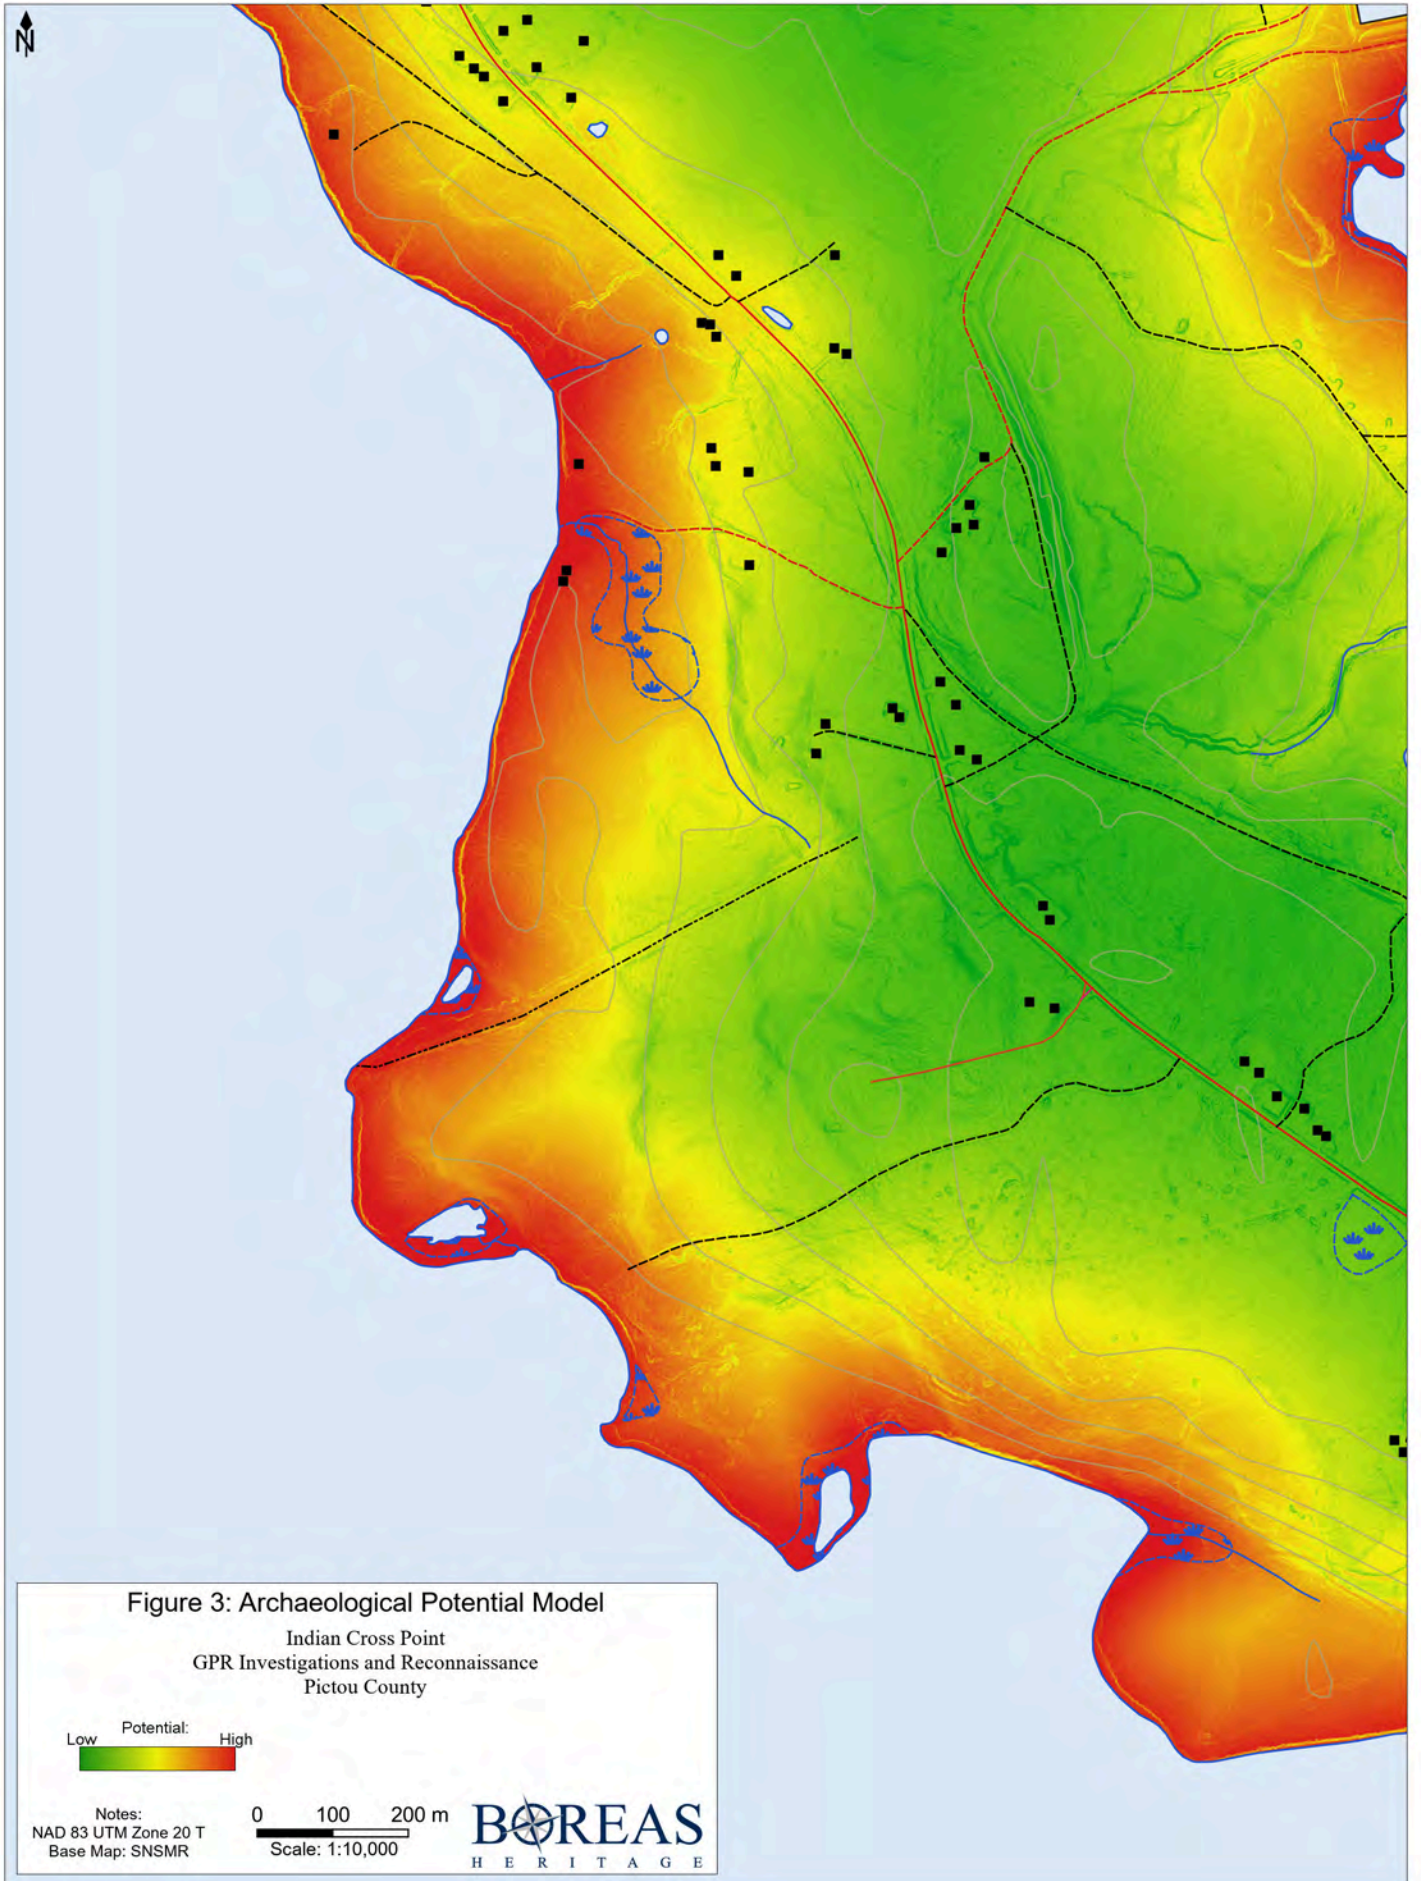 N
Figure 3: Archaeological Potential Model
Indian Cross Point
GPR Investigations and Reconnaissance
Pictou County
Potential:
Low High
Notes:
NAD 83 UTM Zone 20 T
Base Map: SNSMR
0 100 200 m
Scale: 1:10,000
BOREAS
HERITAGE